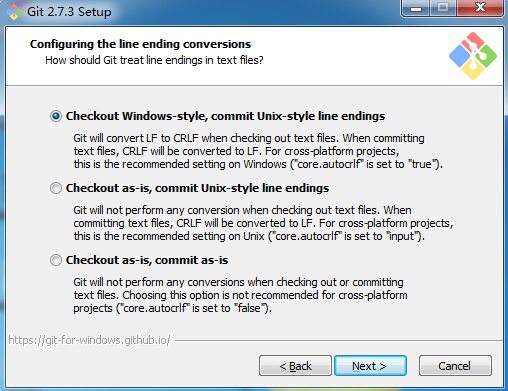 Git 2.7.3 Setup
Configuring the line ending conversions
How should Git treat line endings in text files?
Checkout Windows-style, commit Unix-style line endings
Git will convert LF to CRLF when checking out text files. When committing
text files, CRLF will be converted to LF. For cross-platform projects,
this is the recommended setting on Windows ("core.autocrlf" is set to "true").
Checkout as-is, commit Unix-style line endings
Git will not perform any conversion when checking out text files. When
committing text files, CRLF will be converted to LF. For cross-platform projects,
this is the recommended setting on Unix ("core.autocrlf" is set to "input").
Checkout as-is, commit as-is
Git will not perform any conversions when checking out or committing
text files. Choosing this option is not recommended for cross-platform
projects ("core.autocrlf" is set to "false").
https://git-for-windows.github.io/
< Back
Next >
Cancel